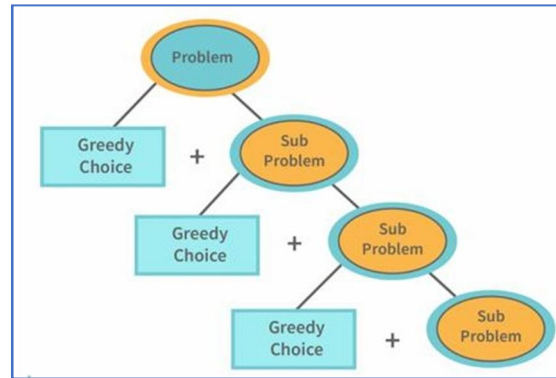 Problem
Greedy
Choice
+
Sub
Problem
Greedy
Choice
+
Sub
Problem
Greedy
Choice
+
Sub
Problem